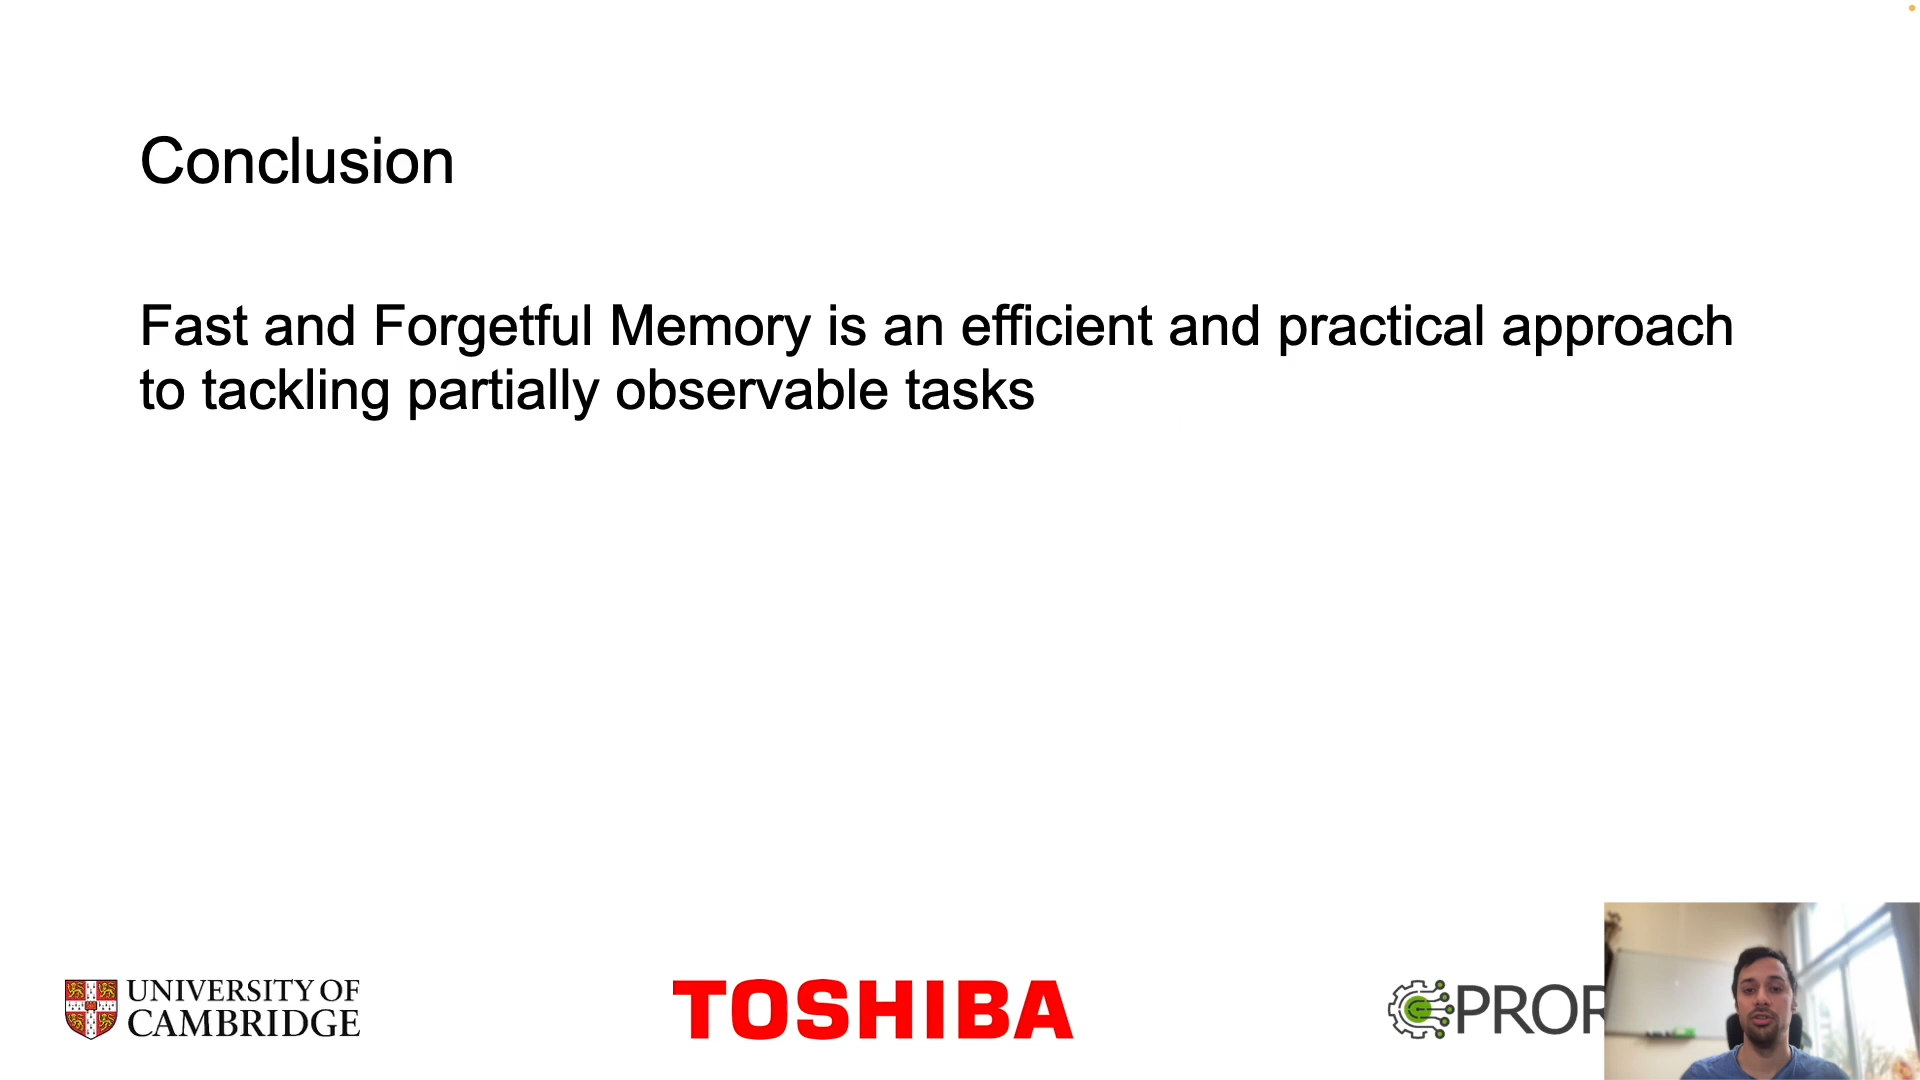 Conclusion
Fast and Forgetful Memory is an efficient and practical approach
to tackling partially observable tasks
UNIVERSITY OF
CAMBRIDGE
TOSHIBA